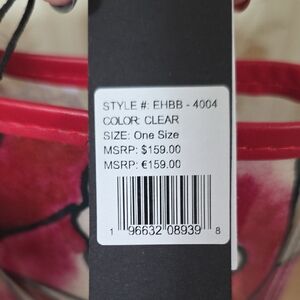 STYLE #: EHBB - 4004
COLOR: CLEAR
SIZE: One Size
MSRP: $159.00
MSRP: €159.00
1 96632 08939 8